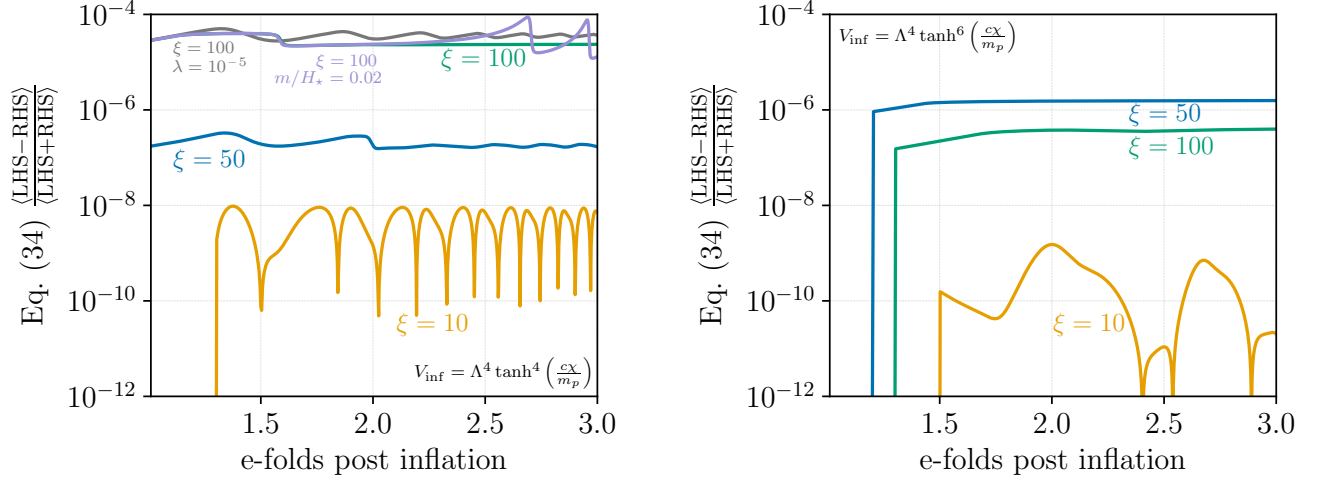 10^{-4}
10^{-6}
10^{-8}
10^{-10}
10^{-12}
Eq. (34) ⟨LHS−RHS⟩/⟨LHS+RHS⟩
ξ = 100
λ = 10^{-5}
ξ = 100
m/H_⋆ = 0.02
ξ = 100
ξ = 50
ξ = 10
V_inf = Λ^4 tanh^4 (cχ/m_p)
1.5 2.0 2.5 3.0
e-folds post inflation
10^{-4}
10^{-6}
10^{-8}
10^{-10}
10^{-12}
Eq. (34) ⟨LHS−RHS⟩/⟨LHS+RHS⟩
V_inf = Λ^4 tanh^6 (cχ/m_p)
ξ = 50
ξ = 100
ξ = 10
1.5 2.0 2.5 3.0
e-folds post inflation